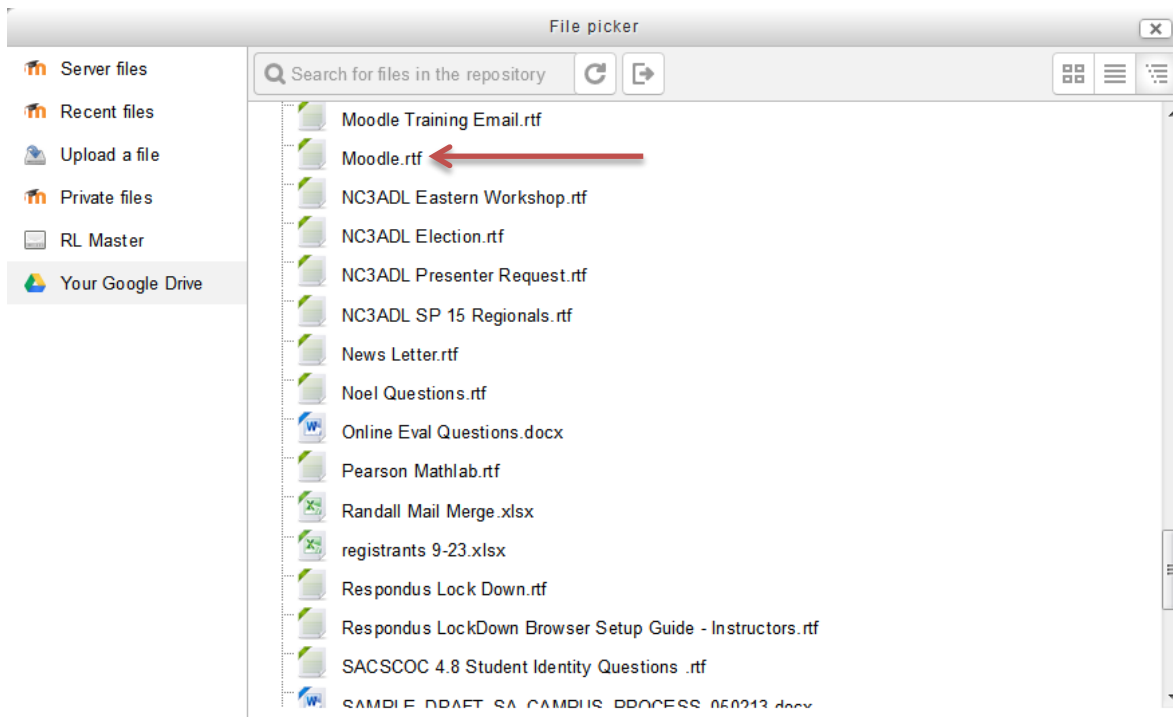 File picker
Server files
Recent files
Upload a file
Private files
RL Master
Your Google Drive
Search for files in the repository
Moodle Training Email.rtf
Moodle.rtf
NC3ADL Eastern Workshop.rtf
NC3ADL Election.rtf
NC3ADL Presenter Request.rtf
NC3ADL SP 15 Regionals.rtf
News Letter.rtf
Noel Questions.rtf
Online Eval Questions.docx
Pearson Mathlab.rtf
Randall Mail Merge.xlsx
registrants 9-23.xlsx
Respondus Lock Down.rtf
Respondus LockDown Browser Setup Guide - Instructors.rtf
SACSCOC 4.8 Student Identity Questions .rtf
SAMPLE_DRAFT_SA_CAMPUS_PROCESS_050213.docx